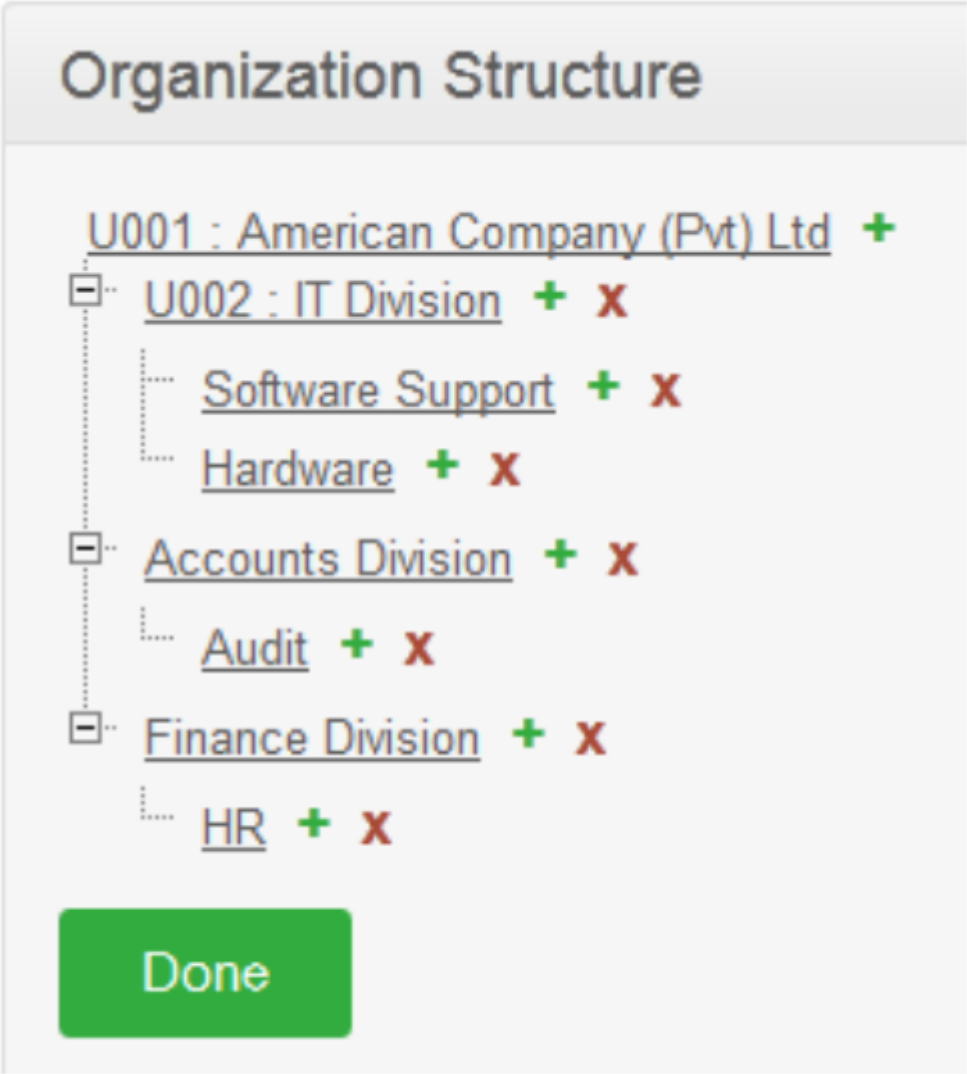 Organization Structure
U001 : American Company (Pvt) Ltd +
U002 : IT Division + x
Software Support + x
Hardware + x
Accounts Division + x
Audit + x
Finance Division + x
HR + x
Done